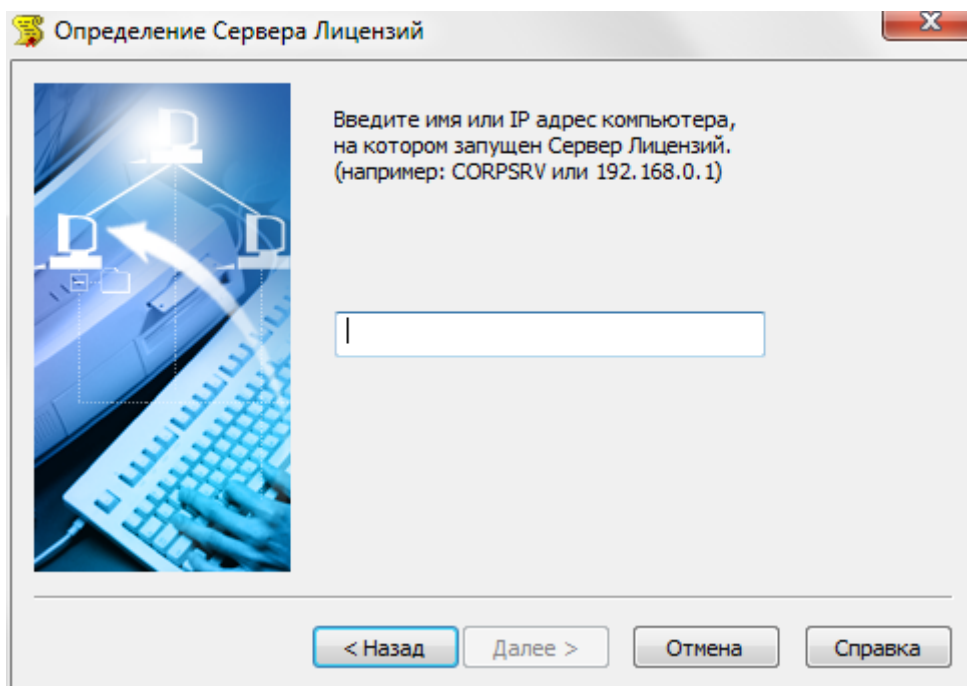 Определение Сервера Лицензий
Введите имя или IP адрес компьютера,
на котором запущен Сервер Лицензий.
(например: CORPSRV или 192.168.0.1)
< Назад
Далее >
Отмена
Справка